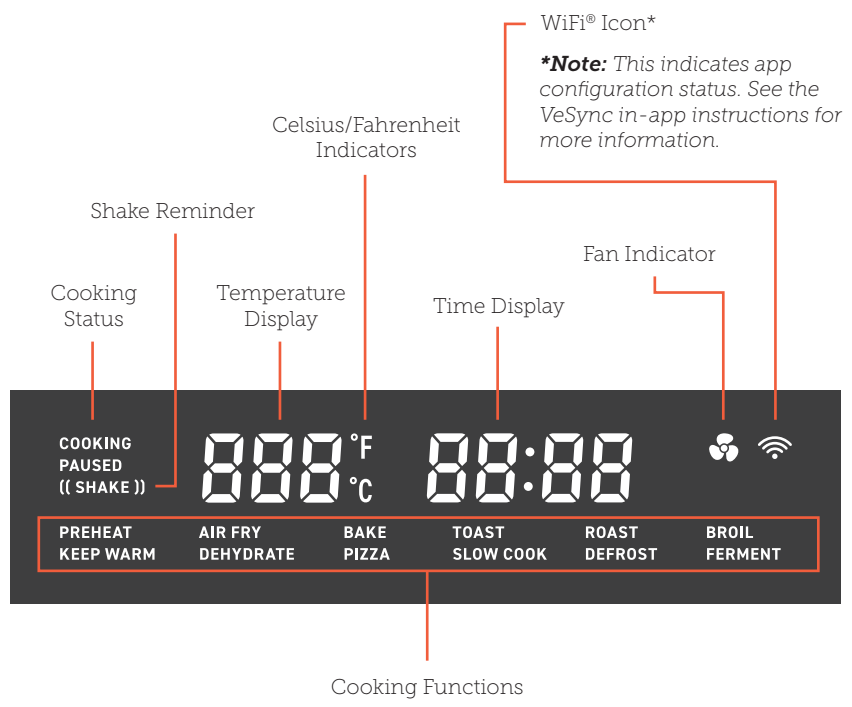 WiFi® Icon*
*Note: This indicates app
configuration status. See the
VeSync in-app instructions for
more information.
Celsius/Fahrenheit
Indicators
Shake Reminder
Fan Indicator
Cooking
Status
Temperature
Display
Time Display
COOKING
PAUSED
(( SHAKE ))
888 °F
°C
88:88
PREHEAT AIR FRY BAKE TOAST ROAST BROIL
KEEP WARM DEHYDRATE PIZZA SLOW COOK DEFROST FERMENT
Cooking Functions